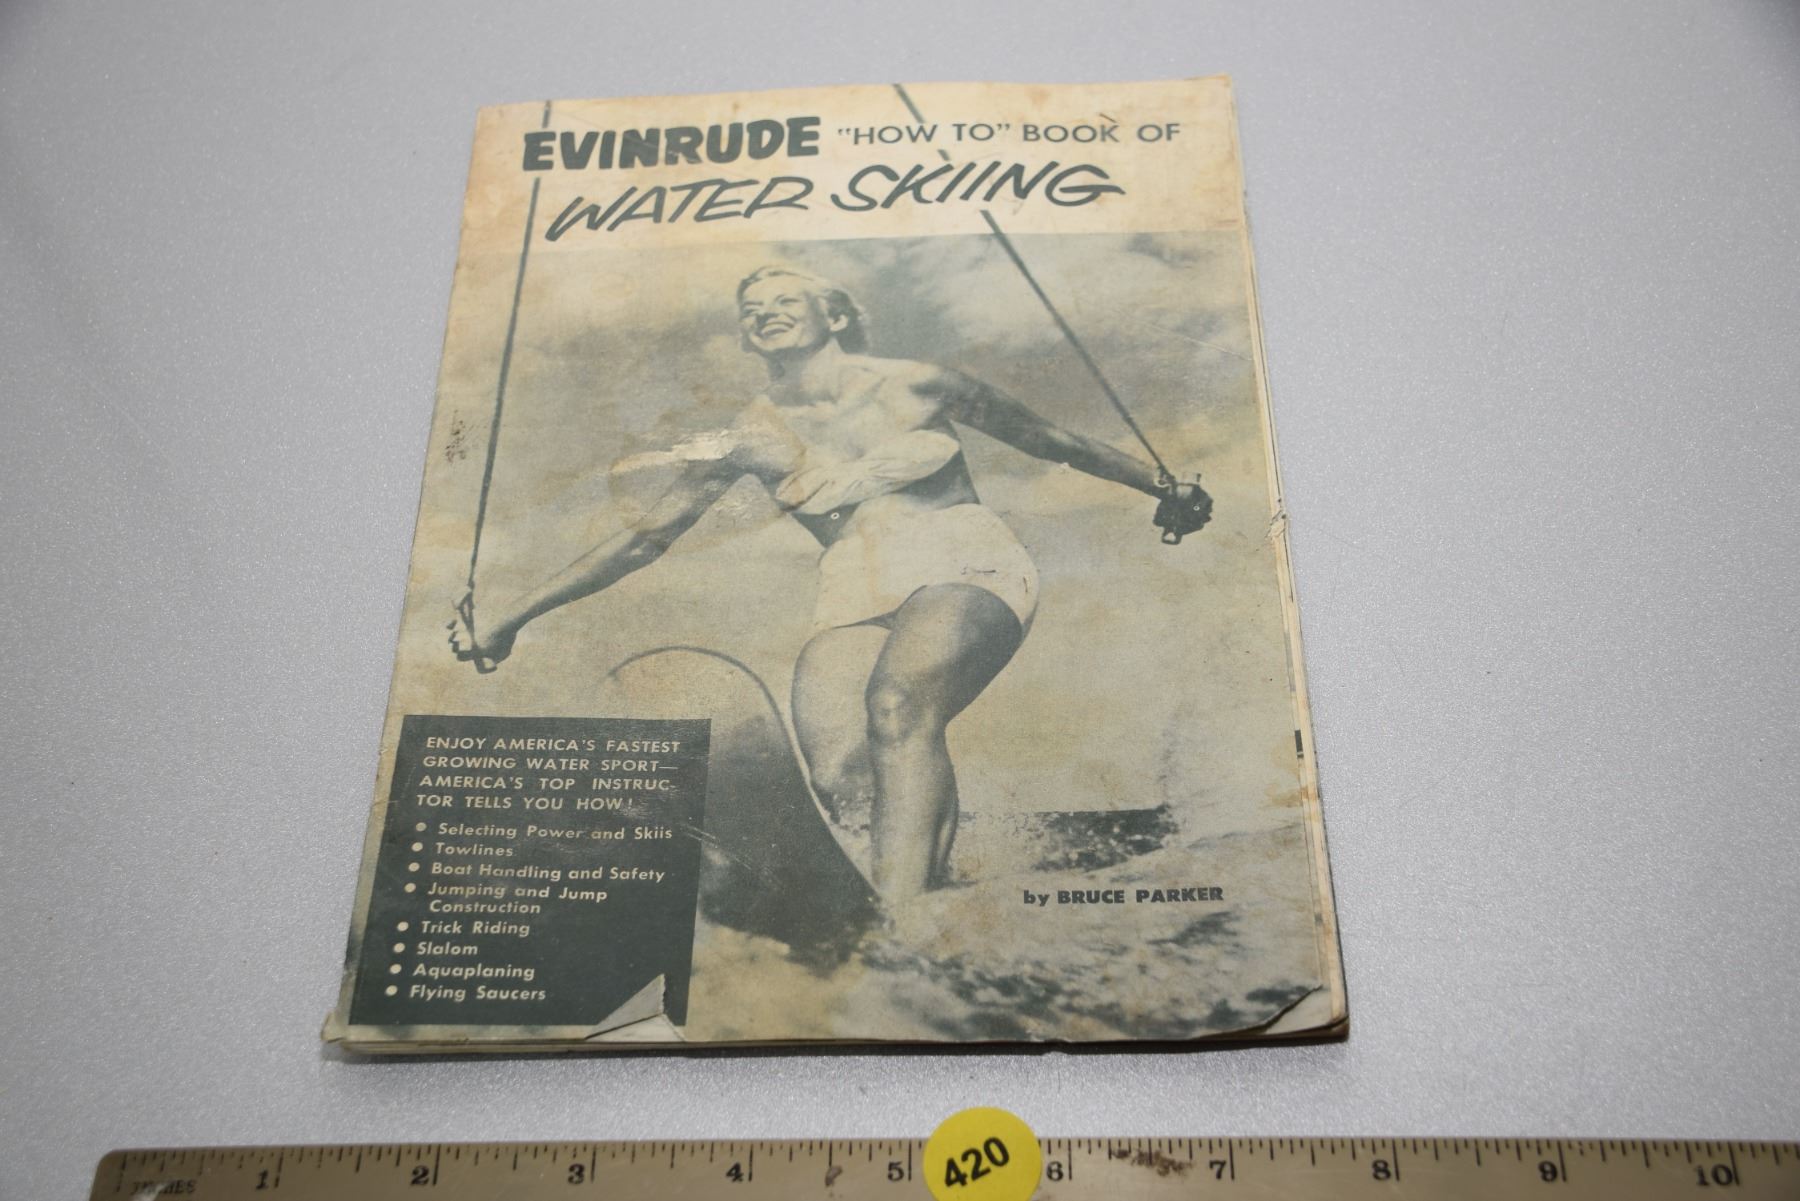 EVINRUDE "HOW TO" BOOK OF
WATER SKIING
ENJOY AMERICA'S FASTEST
GROWING WATER SPORT—
AMERICA'S TOP INSTRUC-
TOR TELLS YOU HOW!
• Selecting Power and Skiis
• Towlines
• Boat Handling and Safety
• Jumping and Jump
Construction
• Trick Riding
• Slalom
• Aquaplaning
• Flying Saucers
by BRUCE PARKER
420
INCHES 1 2 3 4 5 6 7 8 9 10